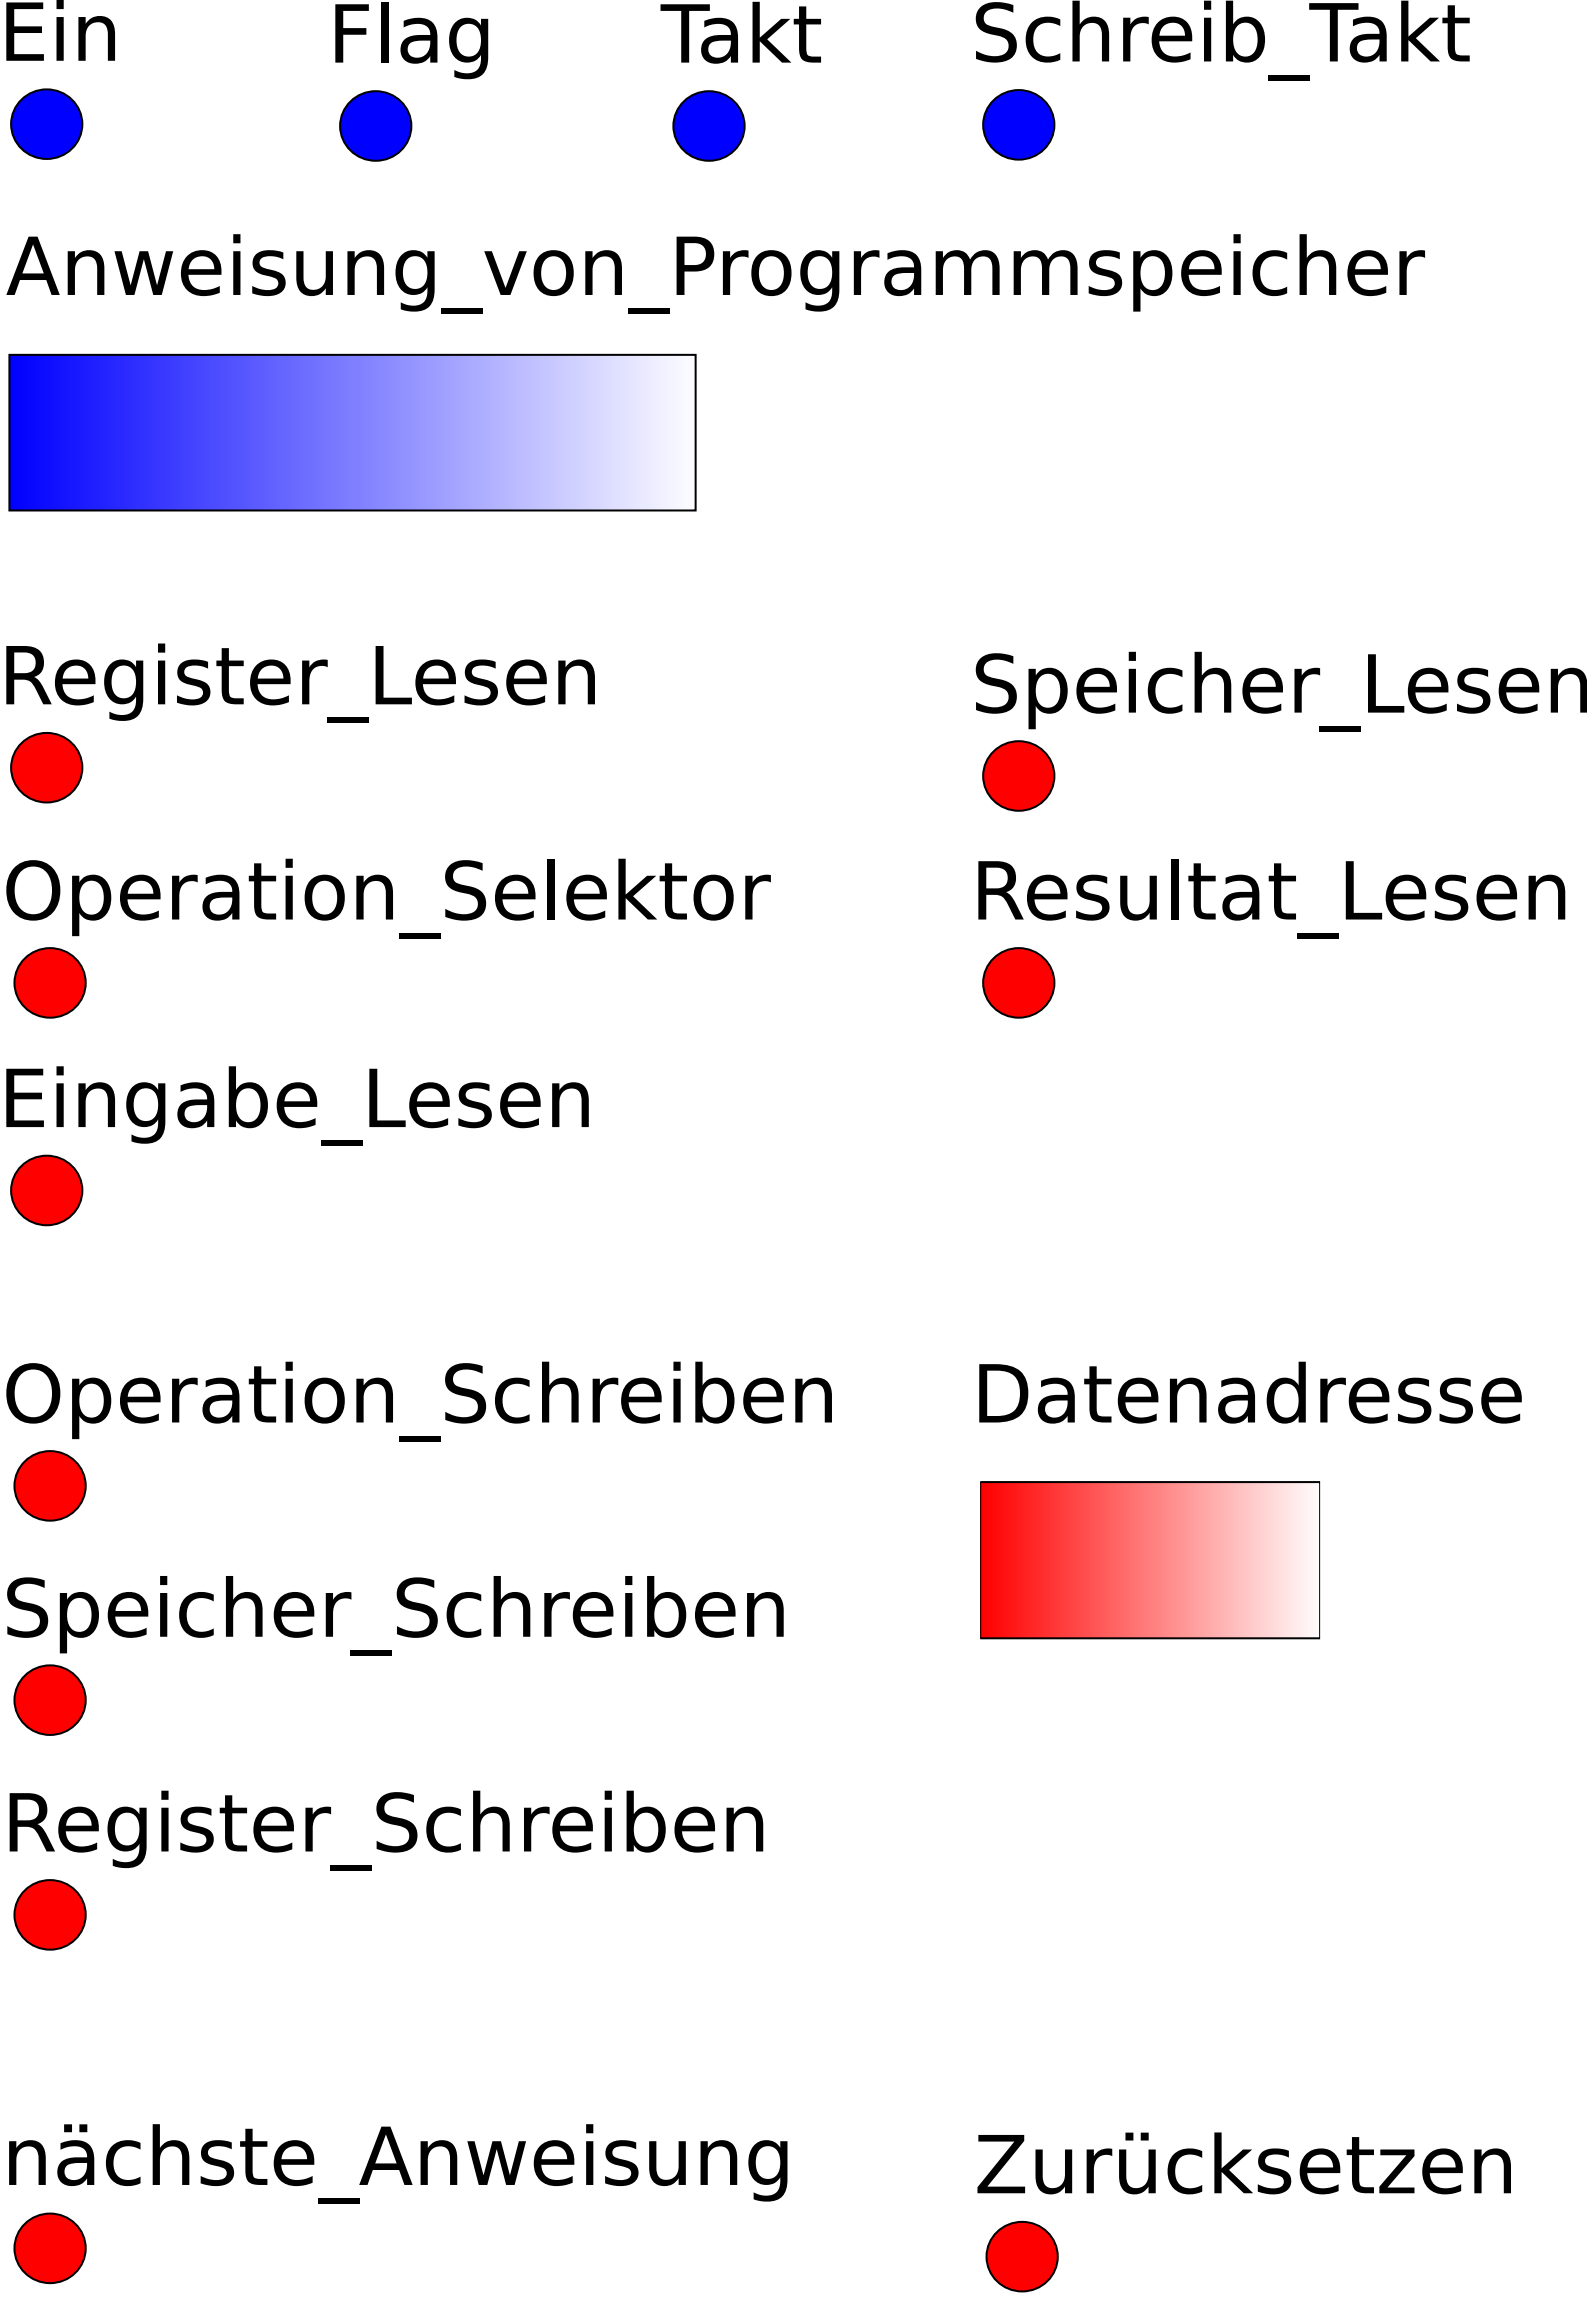 Ein Flag Takt Schreib_Takt
Anweisung_von_Programmspeicher
Register_Lesen Speicher_Lesen
Operation_Selektor Resultat_Lesen
Eingabe_Lesen
Operation_Schreiben Datenadresse
Speicher_Schreiben
Register_Schreiben
nächste_Anweisung Zurücksetzen